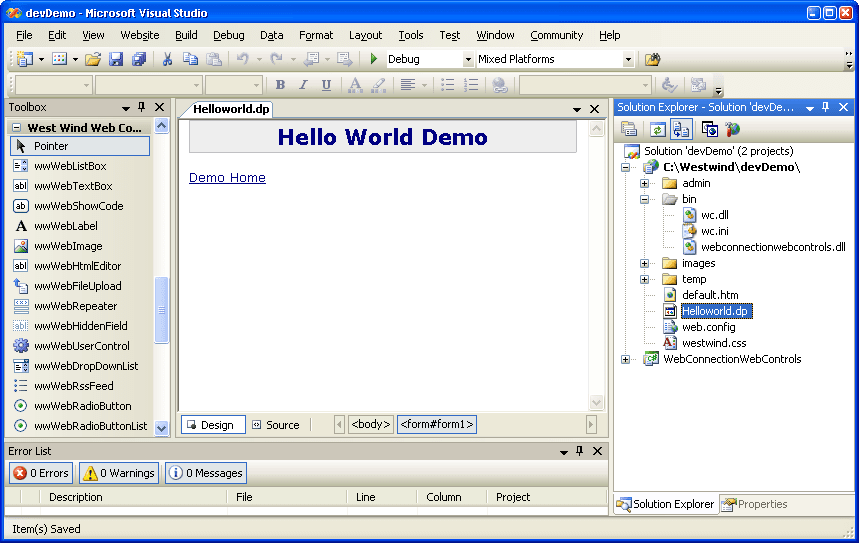 devDemo - Microsoft Visual Studio
File Edit View Website Build Debug Data Format Layout Tools Test Window Community Help
Debug Mixed Platforms
B I U A
Toolbox
West Wind Web Co...
Pointer
wwWebListBox
wwWebTextBox
wwWebShowCode
wwWebLabel
wwWebImage
wwWebHtmlEditor
wwWebFileUpload
wwWebRepeater
wwWebHiddenField
wwWebUserControl
wwWebDropDownList
wwWebRssFeed
wwWebRadioButton
wwWebRadioButtonList
Helloworld.dp
Hello World Demo
Demo Home
Design Source <body> <form#form1>
Solution Explorer - Solution 'devDe...
Solution 'devDemo' (2 projects)
C:\Westwind\devDemo\
admin
bin
wc.dll
wc.ini
webconnectionwebcontrols.dll
images
temp
default.htm
Helloworld.dp
web.config
westwind.css
WebConnectionWebControls
Solution Explorer Properties
Error List
0 Errors 0 Warnings 0 Messages
Description File Line Column Project
Item(s) Saved